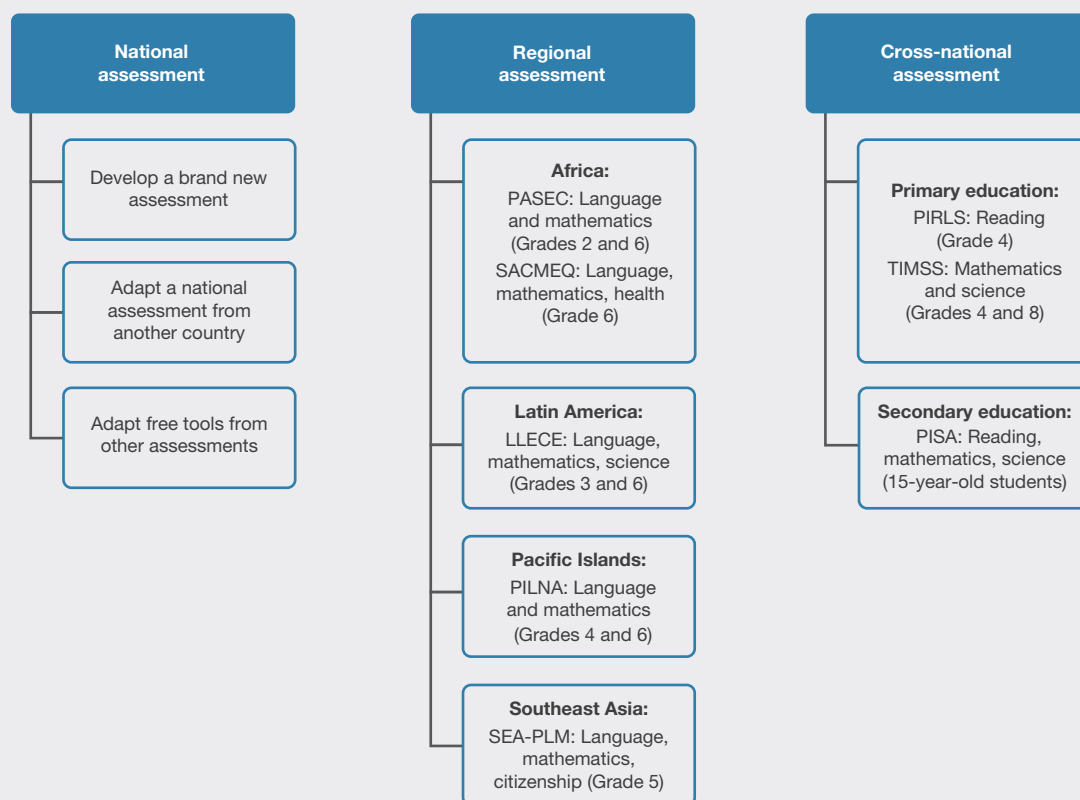 National
assessment
Develop a brand new
assessment
Adapt a national
assessment from
another country
Adapt free tools from
other assessments
Regional
assessment
Africa:
PASEC: Language
and mathematics
(Grades 2 and 6)
SACMEQ: Language,
mathematics, health
(Grade 6)
Latin America:
LLECE: Language,
mathematics, science
(Grades 3 and 6)
Pacific Islands:
PILNA: Language
and mathematics
(Grades 4 and 6)
Southeast Asia:
SEA-PLM: Language,
mathematics,
citizenship (Grade 5)
Cross-national
assessment
Primary education:
PIRLS: Reading
(Grade 4)
TIMSS: Mathematics
and science
(Grades 4 and 8)
Secondary education:
PISA: Reading,
mathematics, science
(15-year-old students)